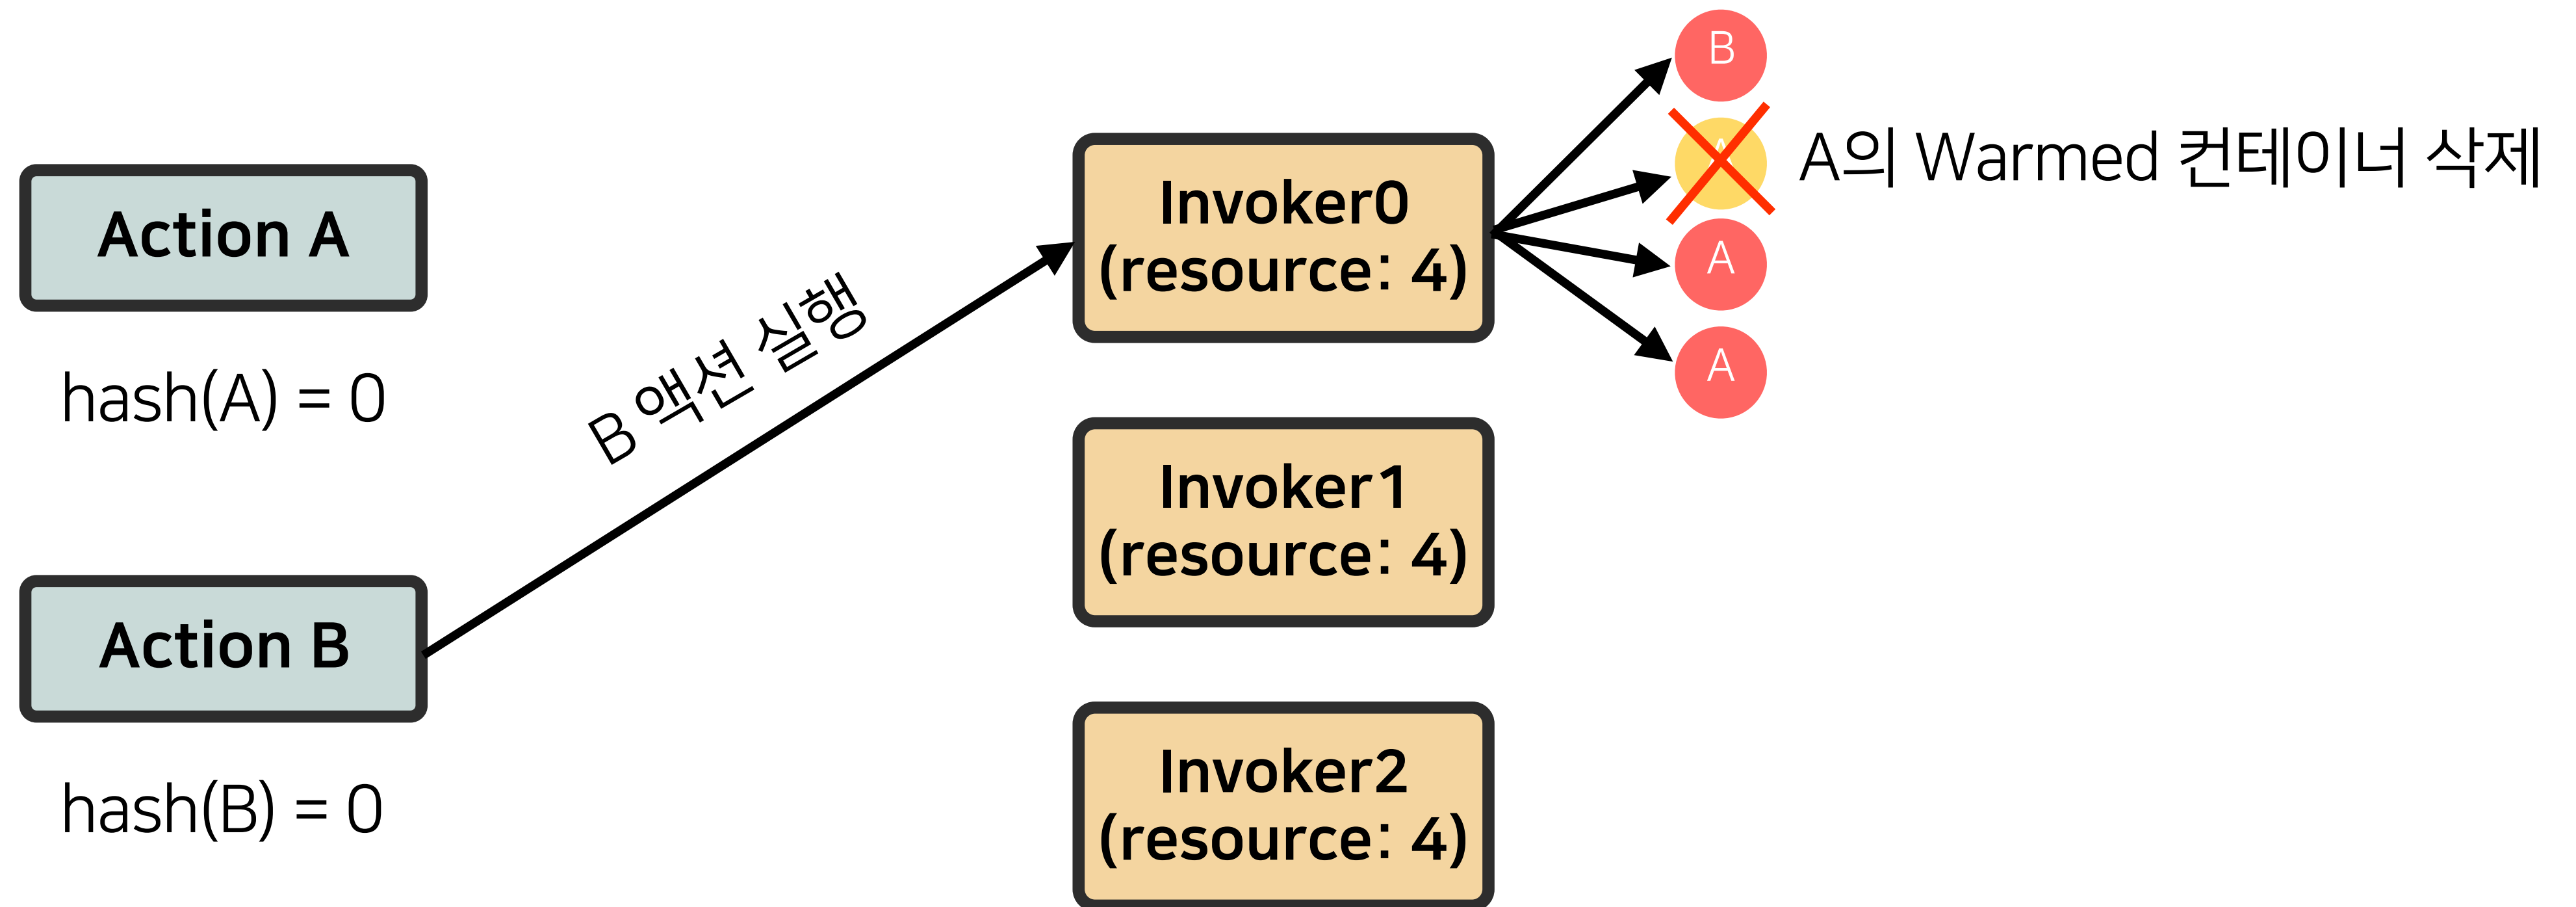 Action A
hash(A) = 0
Action B
hash(B) = 0
B 액션 실행
Invoker0
(resource: 4)
Invoker1
(resource: 4)
Invoker2
(resource: 4)
B
A
A
A
A의 Warmed 컨테이너 삭제